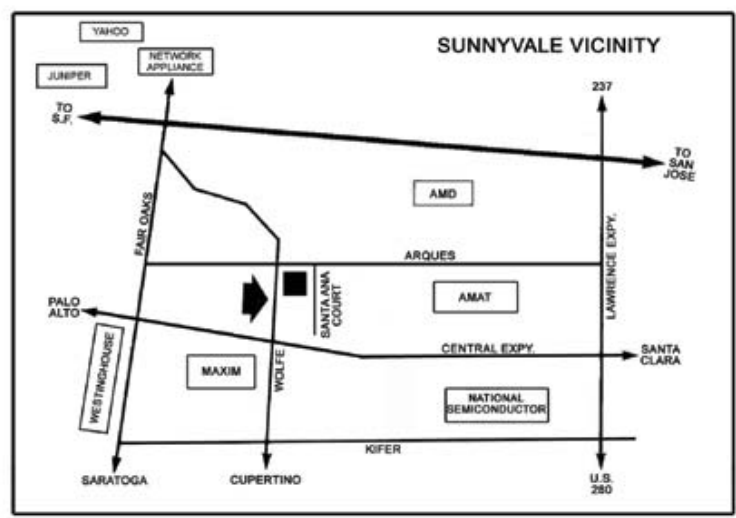 YAHOO
SUNNYVALE VICINITY
NETWORK
APPLIANCE
JUNIPER
237
TO
S.F.
TO
SAN
JOSE
AMD
FAIR OAKS
LAWRENCE EXPY.
ARQUES
SANTA ANA
COURT
AMAT
PALO
ALTO
CENTRAL EXPY.
SANTA
CLARA
WESTINGHOUSE
MAXIM
WOLFE
NATIONAL
SEMICONDUCTOR
KIFER
SARATOGA
CUPERTINO
U.S.
280